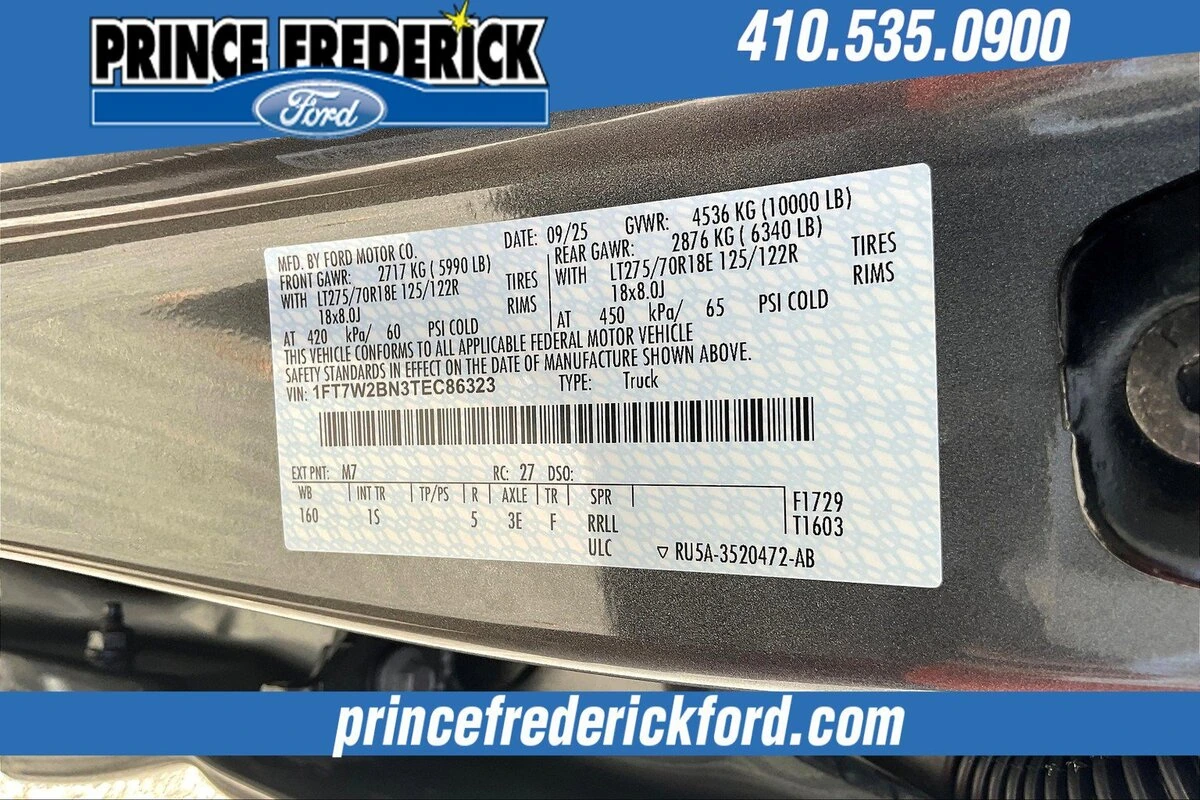 PRINCE FREDERICK
Ford
410.535.0900
MFD. BY FORD MOTOR CO. DATE: 09/25 GVWR: 4536 KG (10000 LB)
FRONT GAWR: 2717 KG ( 5990 LB) REAR GAWR: 2876 KG ( 6340 LB)
WITH LT275/70R18E 125/122R TIRES WITH LT275/70R18E 125/122R TIRES
18x8.0J RIMS 18x8.0J RIMS
AT 420 kPa/ 60 PSI COLD AT 450 kPa/ 65 PSI COLD
THIS VEHICLE CONFORMS TO ALL APPLICABLE FEDERAL MOTOR VEHICLE
SAFETY STANDARDS IN EFFECT ON THE DATE OF MANUFACTURE SHOWN ABOVE.
VIN: 1FT7W2BN3TEC86323 TYPE: Truck
EXT PNT: M7 RC: 27 DSO:
WB INT TR TP/PS R AXLE TR SPR F1729
160 1S 5 3E F RRLL T1603
ULC ▽ RU5A-3520472-AB
princefrederickford.com